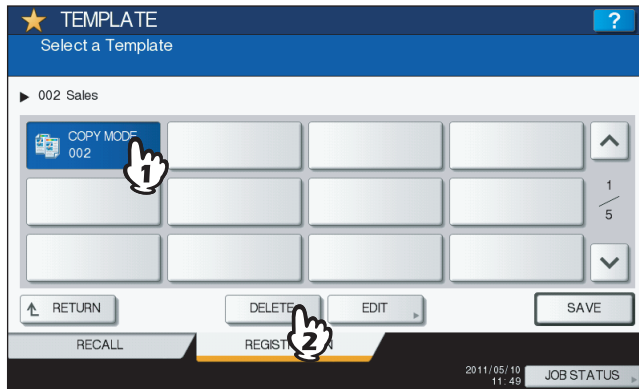 TEMPLATE
?
Select a Template
002 Sales
COPY MODE
002
1
1
5
RETURN
DELETE
EDIT
SAVE
2
RECALL
2011/05/10
11:49
JOB STATUS